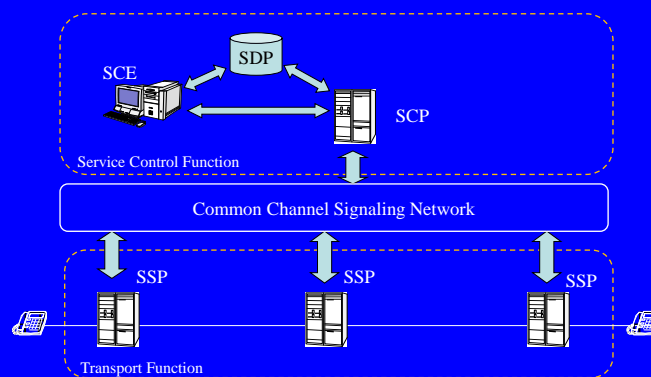 SDP
SCE
SCP
Service Control Function
Common Channel Signaling Network
SSP
SSP
SSP
Transport Function